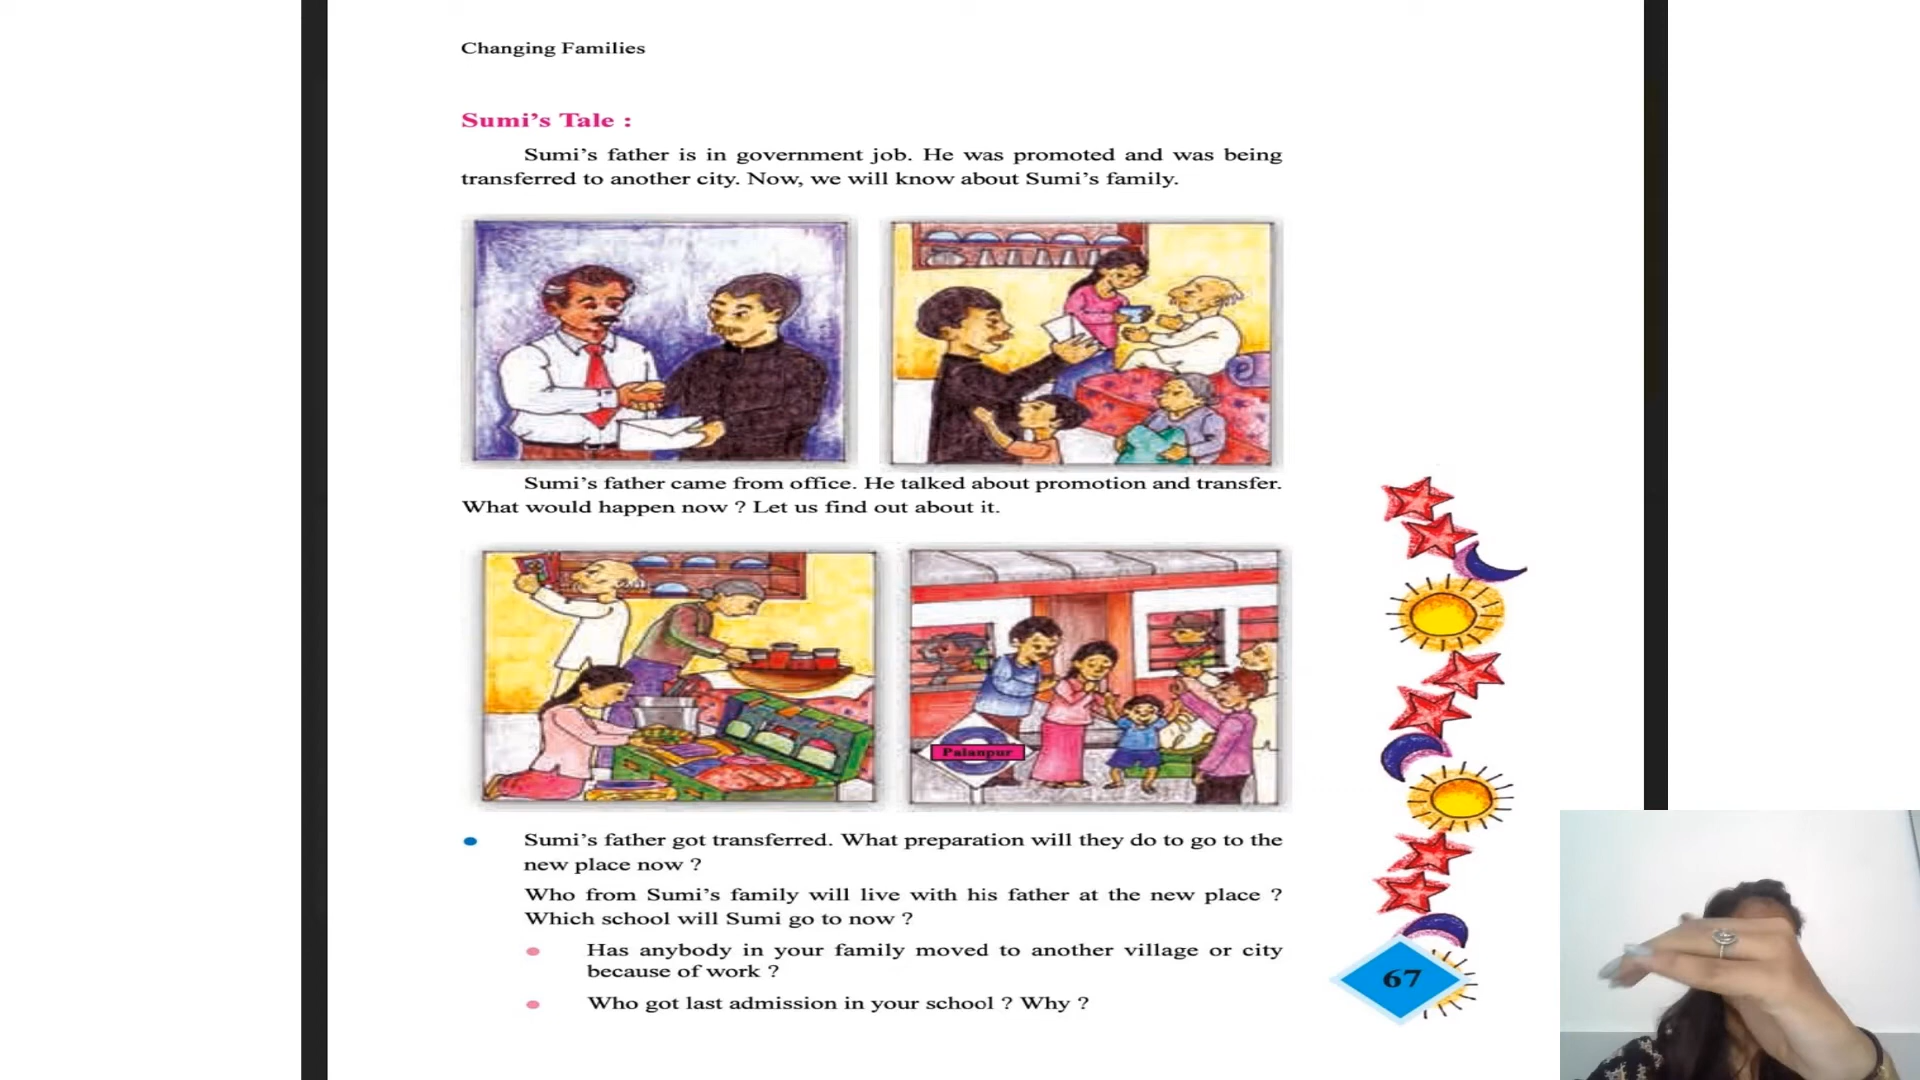 Changing Families
Sumi's Tale :
Sumi's father is in government job. He was promoted and was being
transferred to another city. Now, we will know about Sumi's family.
Sumi's father came from office. He talked about promotion and transfer.
What would happen now ? Let us find out about it.
Palanpur
Sumi's father got transferred. What preparation will they do to go to the
new place now ?
Who from Sumi's family will live with his father at the new place ?
Which school will Sumi go to now ?
Has anybody in your family moved to another village or city
because of work ?
Who got last admission in your school ? Why ?
67